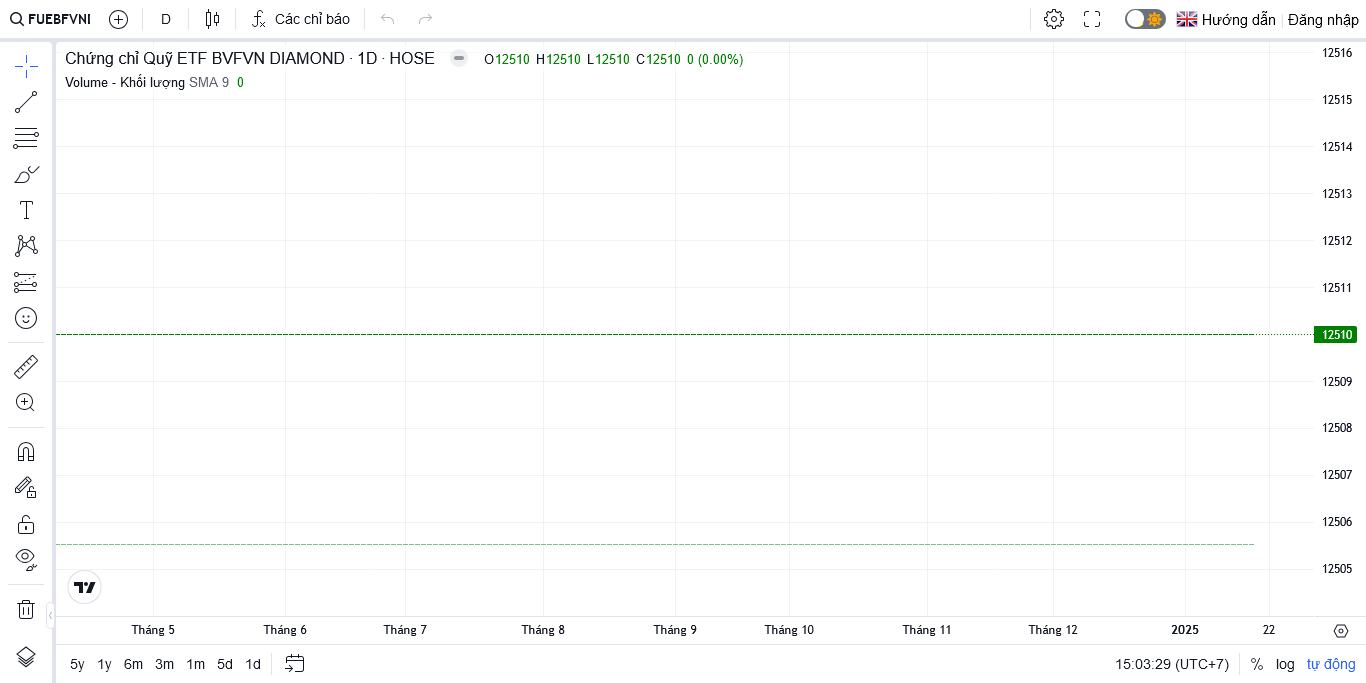 FUEBFVNI D Các chỉ báo Hướng dẫn Đăng nhập
Chứng chỉ Quỹ ETF BVFVN DIAMOND · 1D · HOSE O12510 H12510 L12510 C12510 0 (0.00%)
Volume - Khối lượng SMA 9 0
12516
12515
12514
12513
12512
12511
12510
12509
12508
12507
12506
12505
Tháng 5 Tháng 6 Tháng 7 Tháng 8 Tháng 9 Tháng 10 Tháng 11 Tháng 12 2025 22
5y 1y 6m 3m 1m 5d 1d 15:03:29 (UTC+7) % log tự động